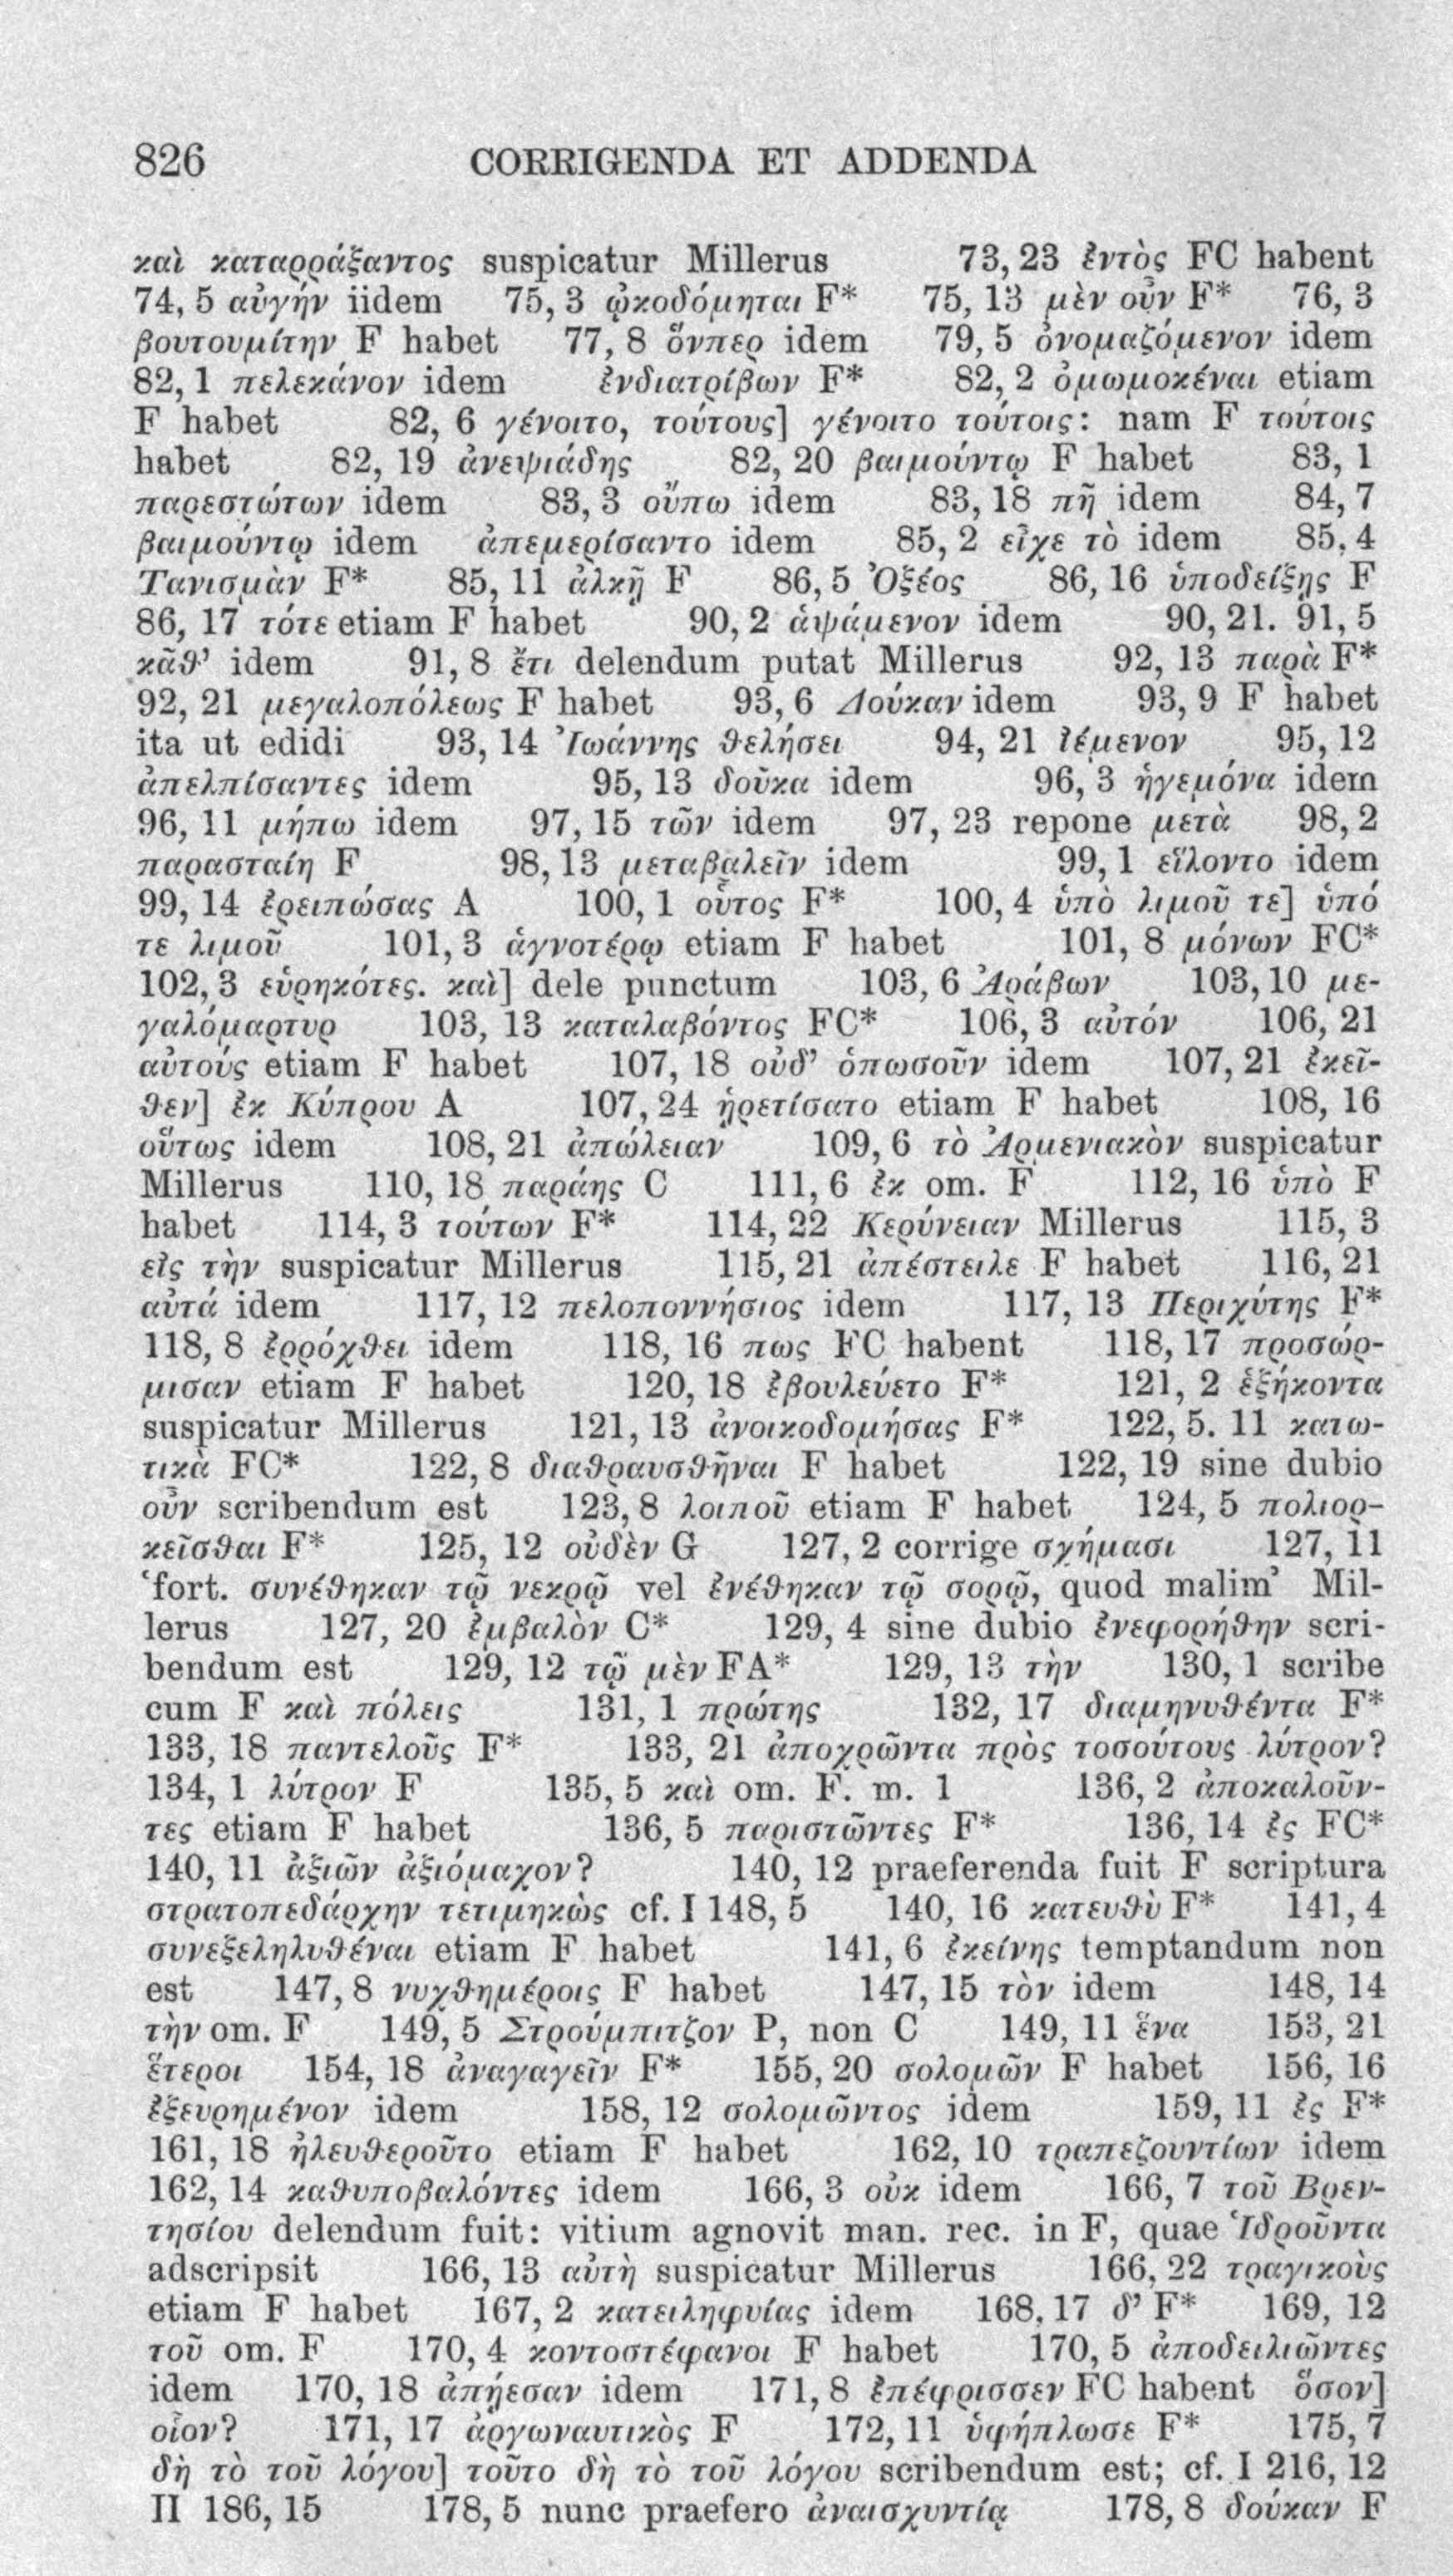 826 CORRIGENDA ET ADDENDA
καὶ καταρράξαντος suspicatur Millerus 73, 23 ἐντὸς FC habent
74, 5 αὐγήν iidem 75, 3 ᾠκοδόμηται F* 75, 13 μὲν οὖν F* 76, 3
βουτουμίτην F habet 77, 8 ὅνπερ idem 79, 5 ὀνομαζόμενον idem
82, 1 πελεκάνον idem ἐνδιατρίβων F* 82, 2 ὀμωμοκέναι etiam
F habet 82, 6 γένοιτο, τούτους] γένοιτο τούτοις: nam F τούτοις
habet 82, 19 ἀνεψιάδης 82, 20 βαιμούντῳ F habet 83, 1
παρεστώτων idem 83, 3 οὔπω idem 83, 18 πῆ idem 84, 7
βαιμούντῳ idem ἀπεμερίσαντο idem 85, 2 εἶχε τὸ idem 85, 4
Τανισμὰν F* 85, 11 ἀλκῇ F 86, 5 Ὀξέος 86, 16 ὑποδείξῃς F
86, 17 τότε etiam F habet 90, 2 ἁψάμενον idem 90, 21. 91, 5
κᾶθ’ idem 91, 8 ἔτι delendum putat Millerus 92, 13 παρὰ F*
92, 21 μεγαλοπόλεως F habet 93, 6 Δούκαν idem 93, 9 F habet
ita ut edidi 93, 14 Ἰωάννης θελήσει 94, 21 ἱέμενον 95, 12
ἀπελπίσαντες idem 95, 13 δοῦκα idem 96, 3 ἡγεμόνα idem
96, 11 μήπω idem 97, 15 τῶν idem 97, 23 repone μετὰ 98, 2
παρασταίη F 98, 13 μεταβαλεῖν idem 99, 1 εἵλοντο idem
99, 14 ἐρειπώσας A 100, 1 οὗτος F* 100, 4 ὑπὸ λιμοῦ τε] ὑπό
τε λιμοῦ 101, 3 ἁγνοτέρῳ etiam F habet 101, 8 μόνων FC*
102, 3 εὑρηκότες. καὶ] dele punctum 103, 6 Ἀράβων 103, 10 με-
γαλόμαρτυρ 103, 13 καταλαβόντος FC* 106, 3 αὐτόν 106, 21
αὐτούς etiam F habet 107, 18 οὐδ’ ὁπωσοῦν idem 107, 21 ἐκεῖ-
θεν] ἐκ Κύπρου A 107, 24 ᾑρετίσατο etiam F habet 108, 16
οὕτως idem 108, 21 ἀπώλειαν 109, 6 τὸ Ἀρμενιακὸν suspicatur
Millerus 110, 18 παράης C 111, 6 ἐκ om. F 112, 16 ὑπὸ F
habet 114, 3 τούτων F* 114, 22 Κερύνειαν Millerus 115, 3
εἰς τὴν suspicatur Millerus 115, 21 ἀπέστειλε F habet 116, 21
αὐτά idem 117, 12 πελοποννήσιος idem 117, 13 Περιχύτης F*
118, 8 ἐρρόχθει idem 118, 16 πως FC habent 118, 17 προσώρ-
μισαν etiam F habet 120, 18 ἐβουλεύετο F* 121, 2 ἑξήκοντα
suspicatur Millerus 121, 13 ἀνοικοδομήσας F* 122, 5. 11 κατω-
τικὰ FC* 122, 8 διαθραυσθῆναι F habet 122, 19 sine dubio
οὖν scribendum est 123, 8 λοιποῦ etiam F habet 124, 5 πολιορ-
κεῖσθαι F* 125, 12 οὐδὲν G 127, 2 corrige σχήμασι 127, 11
‘fort. συνέθηκαν τῷ νεκρῷ vel ἐνέθηκαν τῷ σορῷ, quod malim’ Mil-
lerus 127, 20 ἐμβαλὸν C* 129, 4 sine dubio ἐνεφορήθην scri-
bendum est 129, 12 τῷ μὲν FA* 129, 13 τὴν 130, 1 scribe
cum F καὶ πόλεις 131, 1 πρώτης 132, 17 διαμηνυθέντα F*
133, 18 παντελοῦς F* 133, 21 ἀποχρῶντα πρὸς τοσούτους λύτρον?
134, 1 λύτρον F 135, 5 καὶ om. F. m. 1 136, 2 ἀποκαλοῦν-
τες etiam F habet 136, 5 παριστῶντες F* 136, 14 ἐς FC*
140, 11 ἀξιῶν ἀξιόμαχον? 140, 12 praeferenda fuit F scriptura
στρατοπεδάρχην τετιμηκὼς cf. I 148, 5 140, 16 κατευθὺ F* 141, 4
συνεξεληλυθέναι etiam F habet 141, 6 ἐκείνης temptandum non
est 147, 8 νυχθημέροις F habet 147, 15 τὸν idem 148, 14
τὴν om. F 149, 5 Στρούμπιτζον P, non C 149, 11 ἕνα 153, 21
ἕτεροι 154, 18 ἀναγαγεῖν F* 155, 20 σολομῶν F habet 156, 16
ἐξευρημένον idem 158, 12 σολομῶντος idem 159, 11 ἐς F*
161, 18 ἠλευθεροῦτο etiam F habet 162, 10 τραπεζουντίων idem
162, 14 καθυποβαλόντες idem 166, 3 οὐκ idem 166, 7 τοῦ Βρεν-
τησίου delendum fuit: vitium agnovit man. rec. in F, quae Ἱδροῦντα
adscripsit 166, 13 αὐτὴ suspicatur Millerus 166, 22 τραγικοὺς
etiam F habet 167, 2 κατειληφυίας idem 168, 17 δ’ F* 169, 12
τοῦ om. F 170, 4 κοντοστέφανοι F habet 170, 5 ἀποδειλιῶντες
idem 170, 18 ἀπῄεσαν idem 171, 8 ἐπέφρισσεν FC habent ὅσον]
οἷον? 171, 17 ἀργωναυτικὸς F 172, 11 ὑφήπλωσε F* 175, 7
δὴ τὸ τοῦ λόγου] τοῦτο δὴ τὸ τοῦ λόγου scribendum est; cf. I 216, 12
II 186, 15 178, 5 nunc praefero ἀναισχυντίᾳ 178, 8 δούκαν F